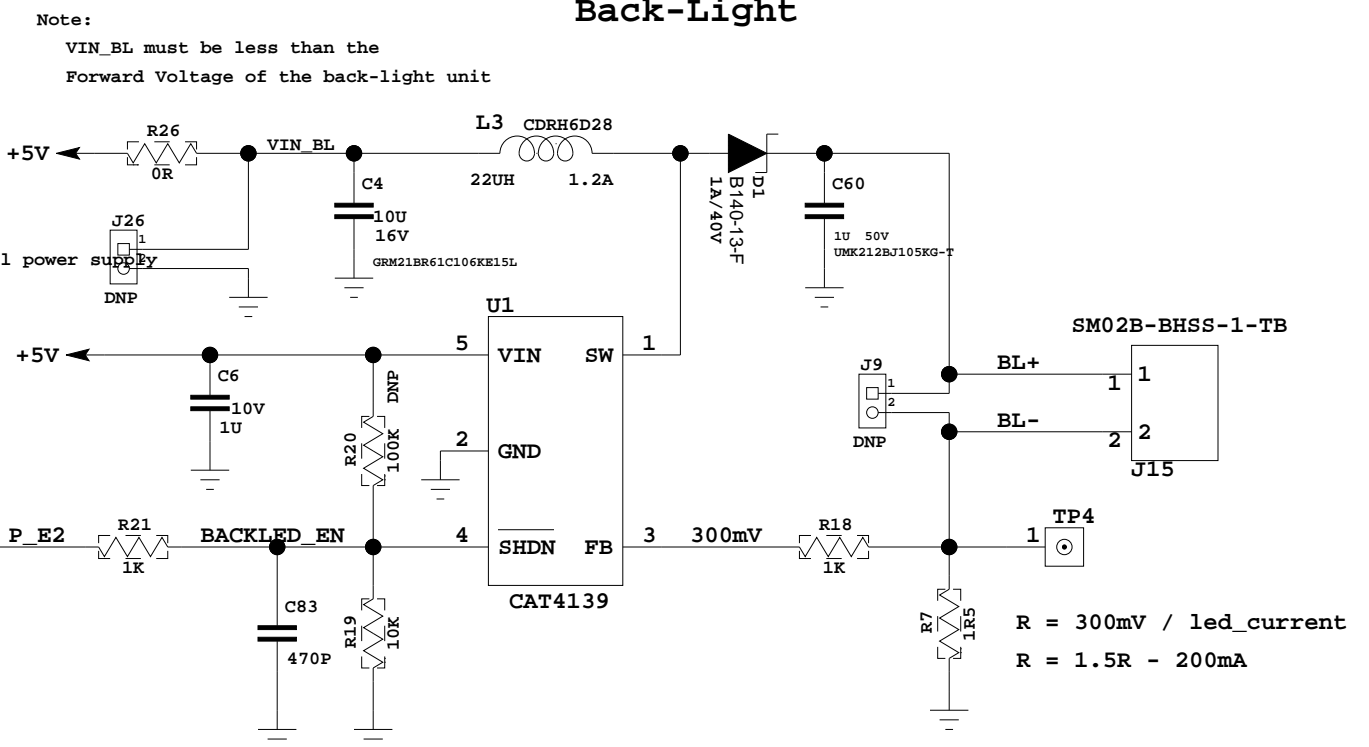 Back-Light
Note:
VIN_BL must be less than the
Forward Voltage of the back-light unit
+5V
R26
0R
VIN_BL
L3
CDRH6D28
22UH
1.2A
C4
10U
16V
GRM21BR61C106KE15L
D1
B140-13-F
1A/40V
C60
1U 50V
UMK212BJ105KG-T
J26
1
2
l power supply
DNP
U1
+5V
5
VIN
SW
1
C6
10V
1U
DNP
R20
100K
2
GND
SM02B-BHSS-1-TB
J9
1
2
DNP
BL+
1
1
BL-
2
2
J15
P_E2
R21
1K
BACKLED_EN
4
SHDN
FB
3
300mV
R18
1K
1
TP4
CAT4139
C83
470P
R19
10K
R7
1R5
R = 300mV / led_current
R = 1.5R - 200mA